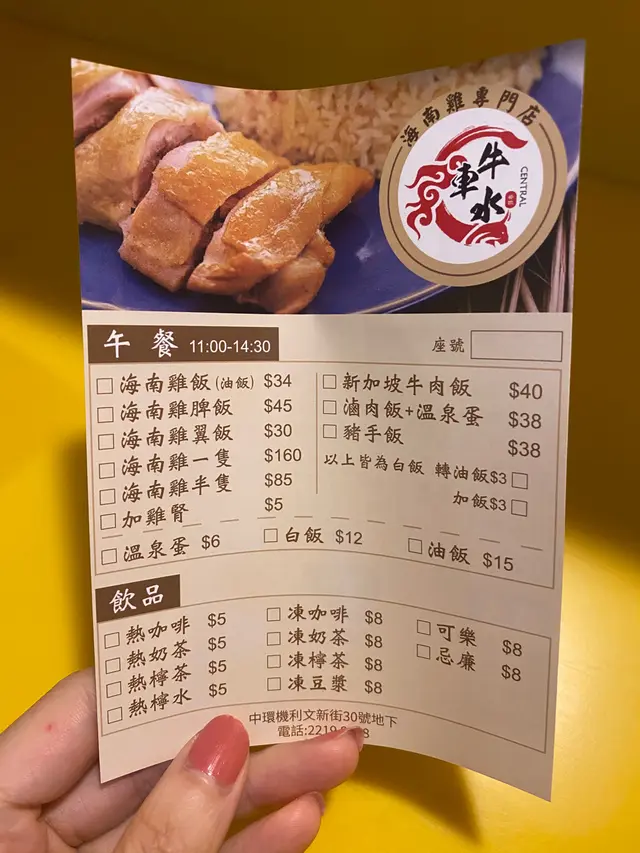 海南雞專門店
牛車水
CENTRAL
午餐 11:00-14:30
座號
海南雞飯(油飯) $34
海南雞脾飯 $45
海南雞翼飯 $30
海南雞一隻 $160
海南雞半隻 $85
加雞腎 $5
新加坡牛肉飯 $40
滷肉飯+溫泉蛋 $38
豬手飯 $38
以上皆為白飯 轉油飯$3
加飯$3
溫泉蛋 $6 白飯 $12 油飯 $15
飲品
熱咖啡 $5
熱奶茶 $5
熱檸茶 $5
熱檸水 $5
凍咖啡 $8
凍奶茶 $8
凍檸茶 $8
凍豆漿 $8
可樂 $8
忌廉 $8
中環機利文新街30號地下
電話:2219